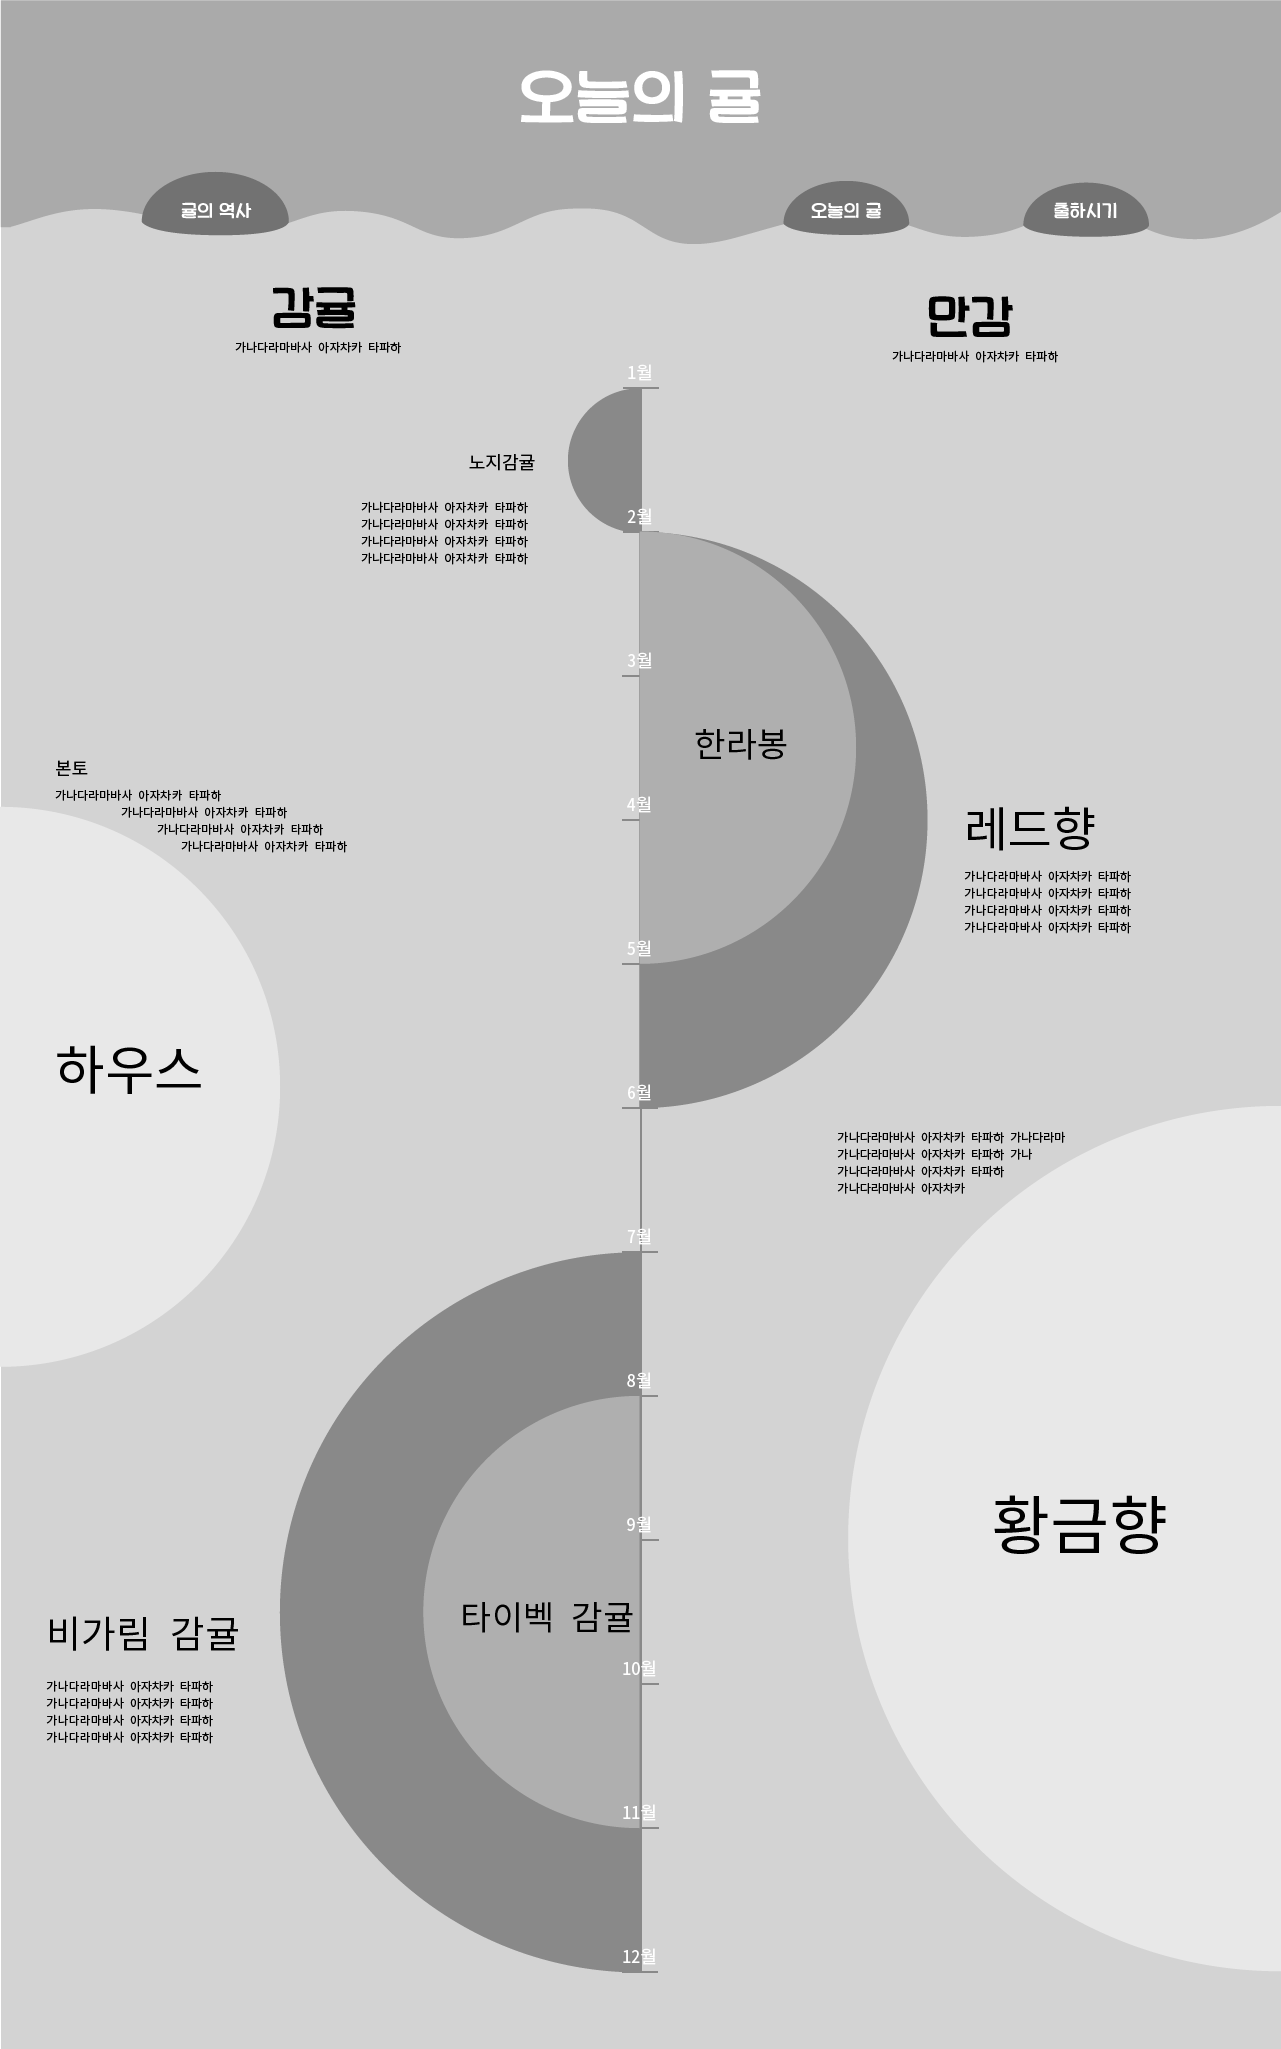 오늘의 귤
귤의 역사
오늘의 귤
출하시기
감귤
가나다라마바사 아자차카 타파하
만감
가나다라마바사 아자차카 타파하
1월
노지감귤
가나다라마바사 아자차카 타파하
가나다라마바사 아자차카 타파하
가나다라마바사 아자차카 타파하
가나다라마바사 아자차카 타파하
2월
3월
한라봉
본토
가나다라마바사 아자차카 타파하
가나다라마바사 아자차카 타파하
가나다라마바사 아자차카 타파하
가나다라마바사 아자차카 타파하
4월
레드향
가나다라마바사 아자차카 타파하
가나다라마바사 아자차카 타파하
가나다라마바사 아자차카 타파하
가나다라마바사 아자차카 타파하
5월
하우스
6월
가나다라마바사 아자차카 타파하 가나다라마
가나다라마바사 아자차카 타파하 가나
가나다라마바사 아자차카 타파하
가나다라마바사 아자차카
7월
8월
9월
황금향
타이벡 감귤
비가림 감귤
가나다라마바사 아자차카 타파하
가나다라마바사 아자차카 타파하
가나다라마바사 아자차카 타파하
가나다라마바사 아자차카 타파하
10월
11월
12월